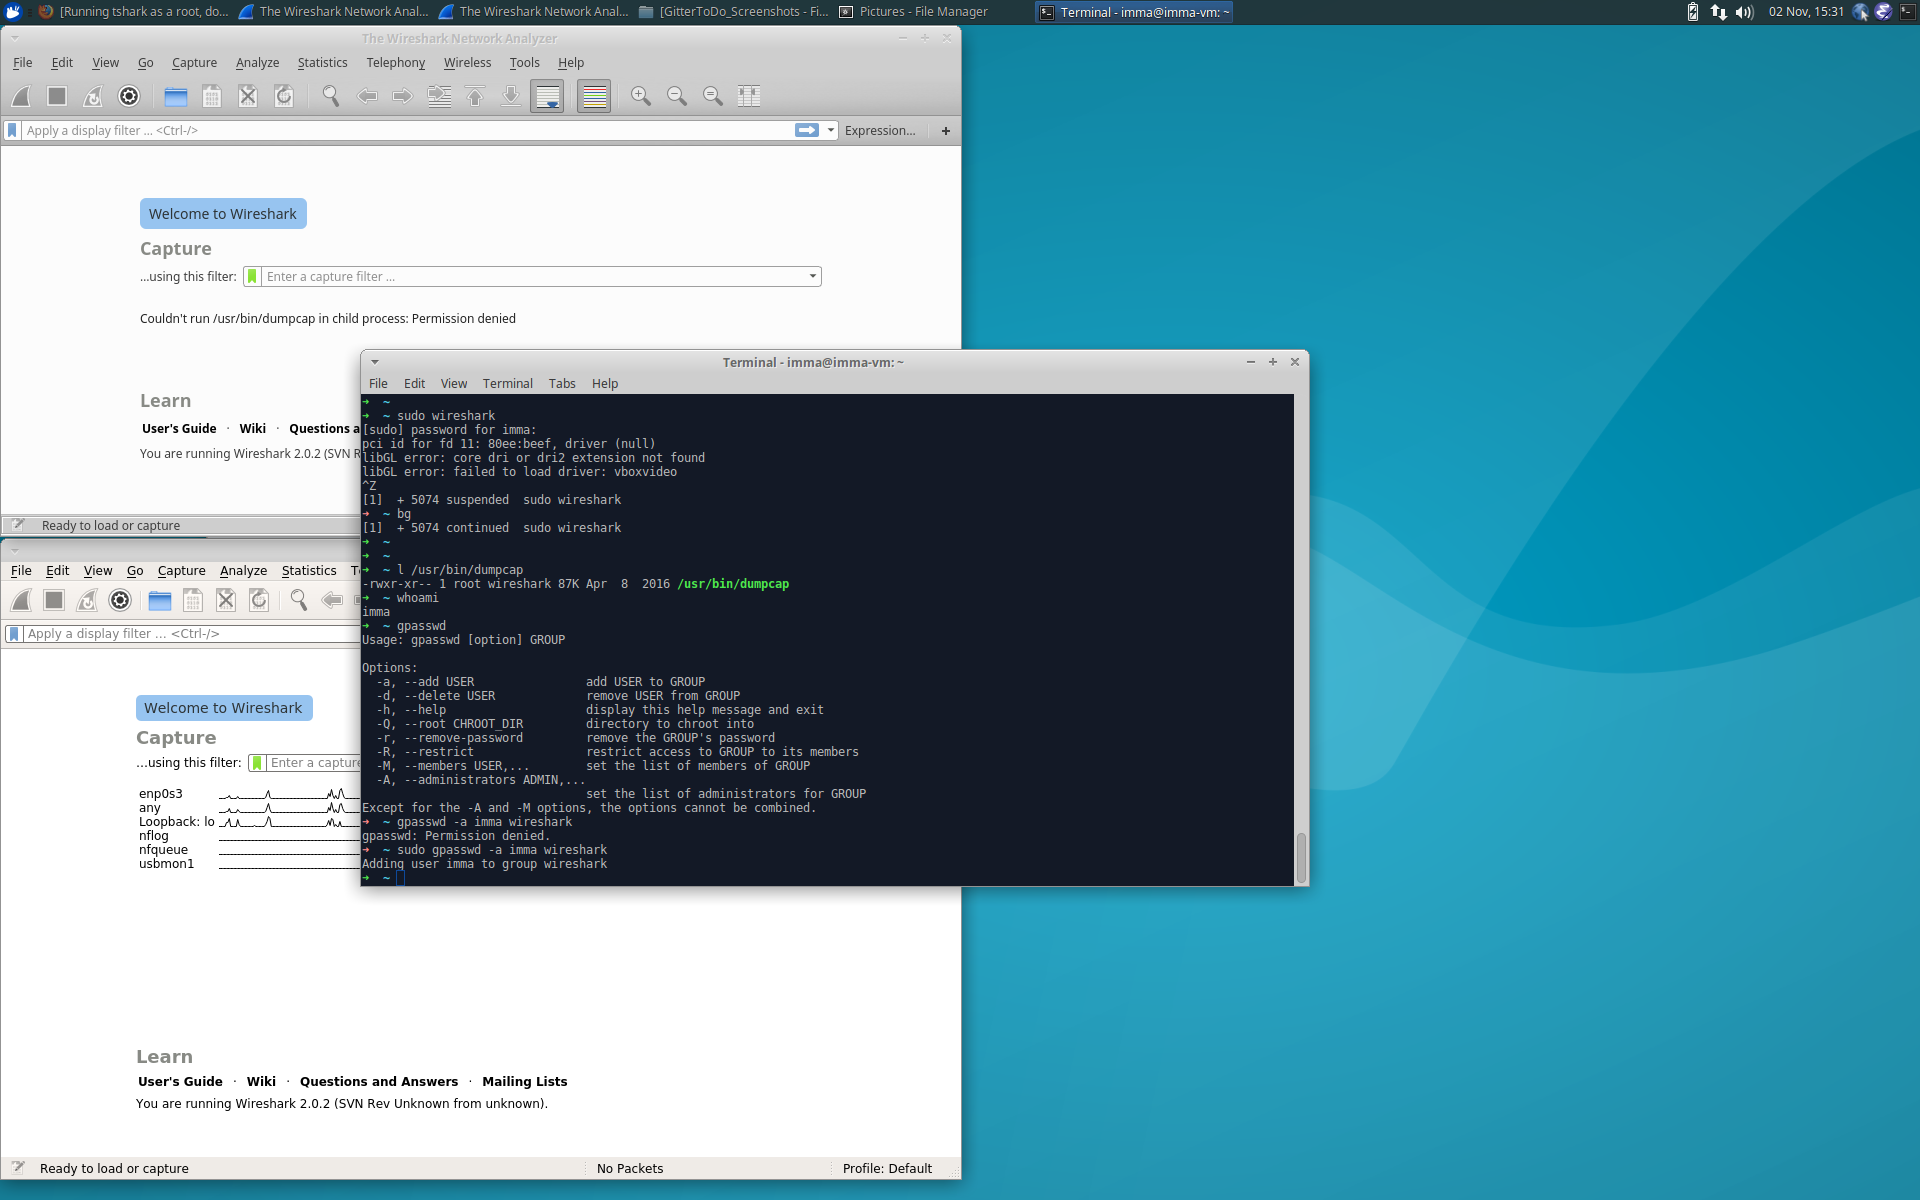 [Running tshark as a root, do...
The Wireshark Network Anal...
The Wireshark Network Anal...
[GitterToDo_Screenshots - Fi...
Pictures - File Manager
Terminal - imma@imma-vm: ~
02 Nov, 15:31
The Wireshark Network Analyzer
File Edit View Go Capture Analyze Statistics Telephony Wireless Tools Help
Apply a display filter ... <Ctrl-/>
Expression... +
Welcome to Wireshark
Capture
...using this filter: Enter a capture filter ...
Couldn't run /usr/bin/dumpcap in child process: Permission denied
Learn
User's Guide · Wiki · Questions a
You are running Wireshark 2.0.2 (SVN R
Ready to load or capture
Terminal - imma@imma-vm: ~
File Edit View Terminal Tabs Help
➜ ~
➜ ~ sudo wireshark
[sudo] password for imma:
pci id for fd 11: 80ee:beef, driver (null)
libGL error: core dri or dri2 extension not found
libGL error: failed to load driver: vboxvideo
^Z
[1]  + 5074 suspended  sudo wireshark
➜ ~ bg
[1]  + 5074 continued  sudo wireshark
➜ ~
➜ ~
➜ ~ l /usr/bin/dumpcap
-rwxr-xr-- 1 root wireshark 87K Apr  8  2016 /usr/bin/dumpcap
➜ ~ whoami
imma
➜ ~ gpasswd
Usage: gpasswd [option] GROUP
Options:
-a, --add USER add USER to GROUP
-d, --delete USER remove USER from GROUP
-h, --help display this help message and exit
-Q, --root CHROOT_DIR directory to chroot into
-r, --remove-password remove the GROUP's password
-R, --restrict restrict access to GROUP to its members
-M, --members USER,... set the list of members of GROUP
-A, --administrators ADMIN,...
set the list of administrators for GROUP
Except for the -A and -M options, the options cannot be combined.
➜ ~ gpasswd -a imma wireshark
gpasswd: Permission denied.
➜ ~ sudo gpasswd -a imma wireshark
Adding user imma to group wireshark
➜ ~
File Edit View Go Capture Analyze Statistics T
Apply a display filter ... <Ctrl-/>
Welcome to Wireshark
Capture
...using this filter: Enter a capture
enp0s3
any
Loopback: lo
nflog
nfqueue
usbmon1
Learn
User's Guide · Wiki · Questions and Answers · Mailing Lists
You are running Wireshark 2.0.2 (SVN Rev Unknown from unknown).
Ready to load or capture
No Packets
Profile: Default